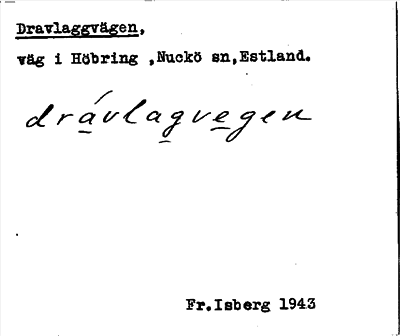 Dravlaggvägen,
väg i Höbring ,Nuckö sn,Estland.
drávlagvegen
Fr.Isberg 1943